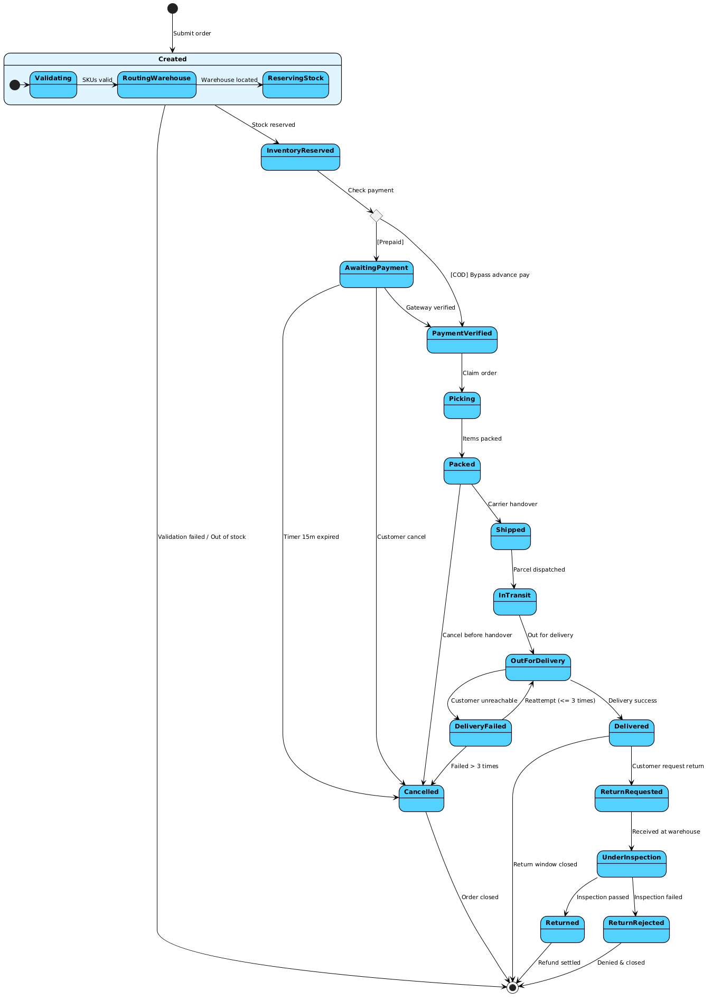 Submit order
Created
Validating
SKUs valid
RoutingWarehouse
Warehouse located
ReservingStock
Stock reserved
InventoryReserved
Check payment
[Prepaid]
AwaitingPayment
[COD] Bypass advance pay
Gateway verified
PaymentVerified
Claim order
Picking
Items packed
Packed
Carrier handover
Shipped
Validation failed / Out of stock
Timer 15m expired
Customer cancel
Parcel dispatched
InTransit
Cancel before handover
Out for delivery
OutForDelivery
Customer unreachable
Reattempt (<= 3 times)
Delivery success
DeliveryFailed
Delivered
Failed > 3 times
Customer request return
Cancelled
ReturnRequested
Received at warehouse
UnderInspection
Return window closed
Order closed
Inspection passed
Inspection failed
Returned
ReturnRejected
Refund settled
Denied & closed